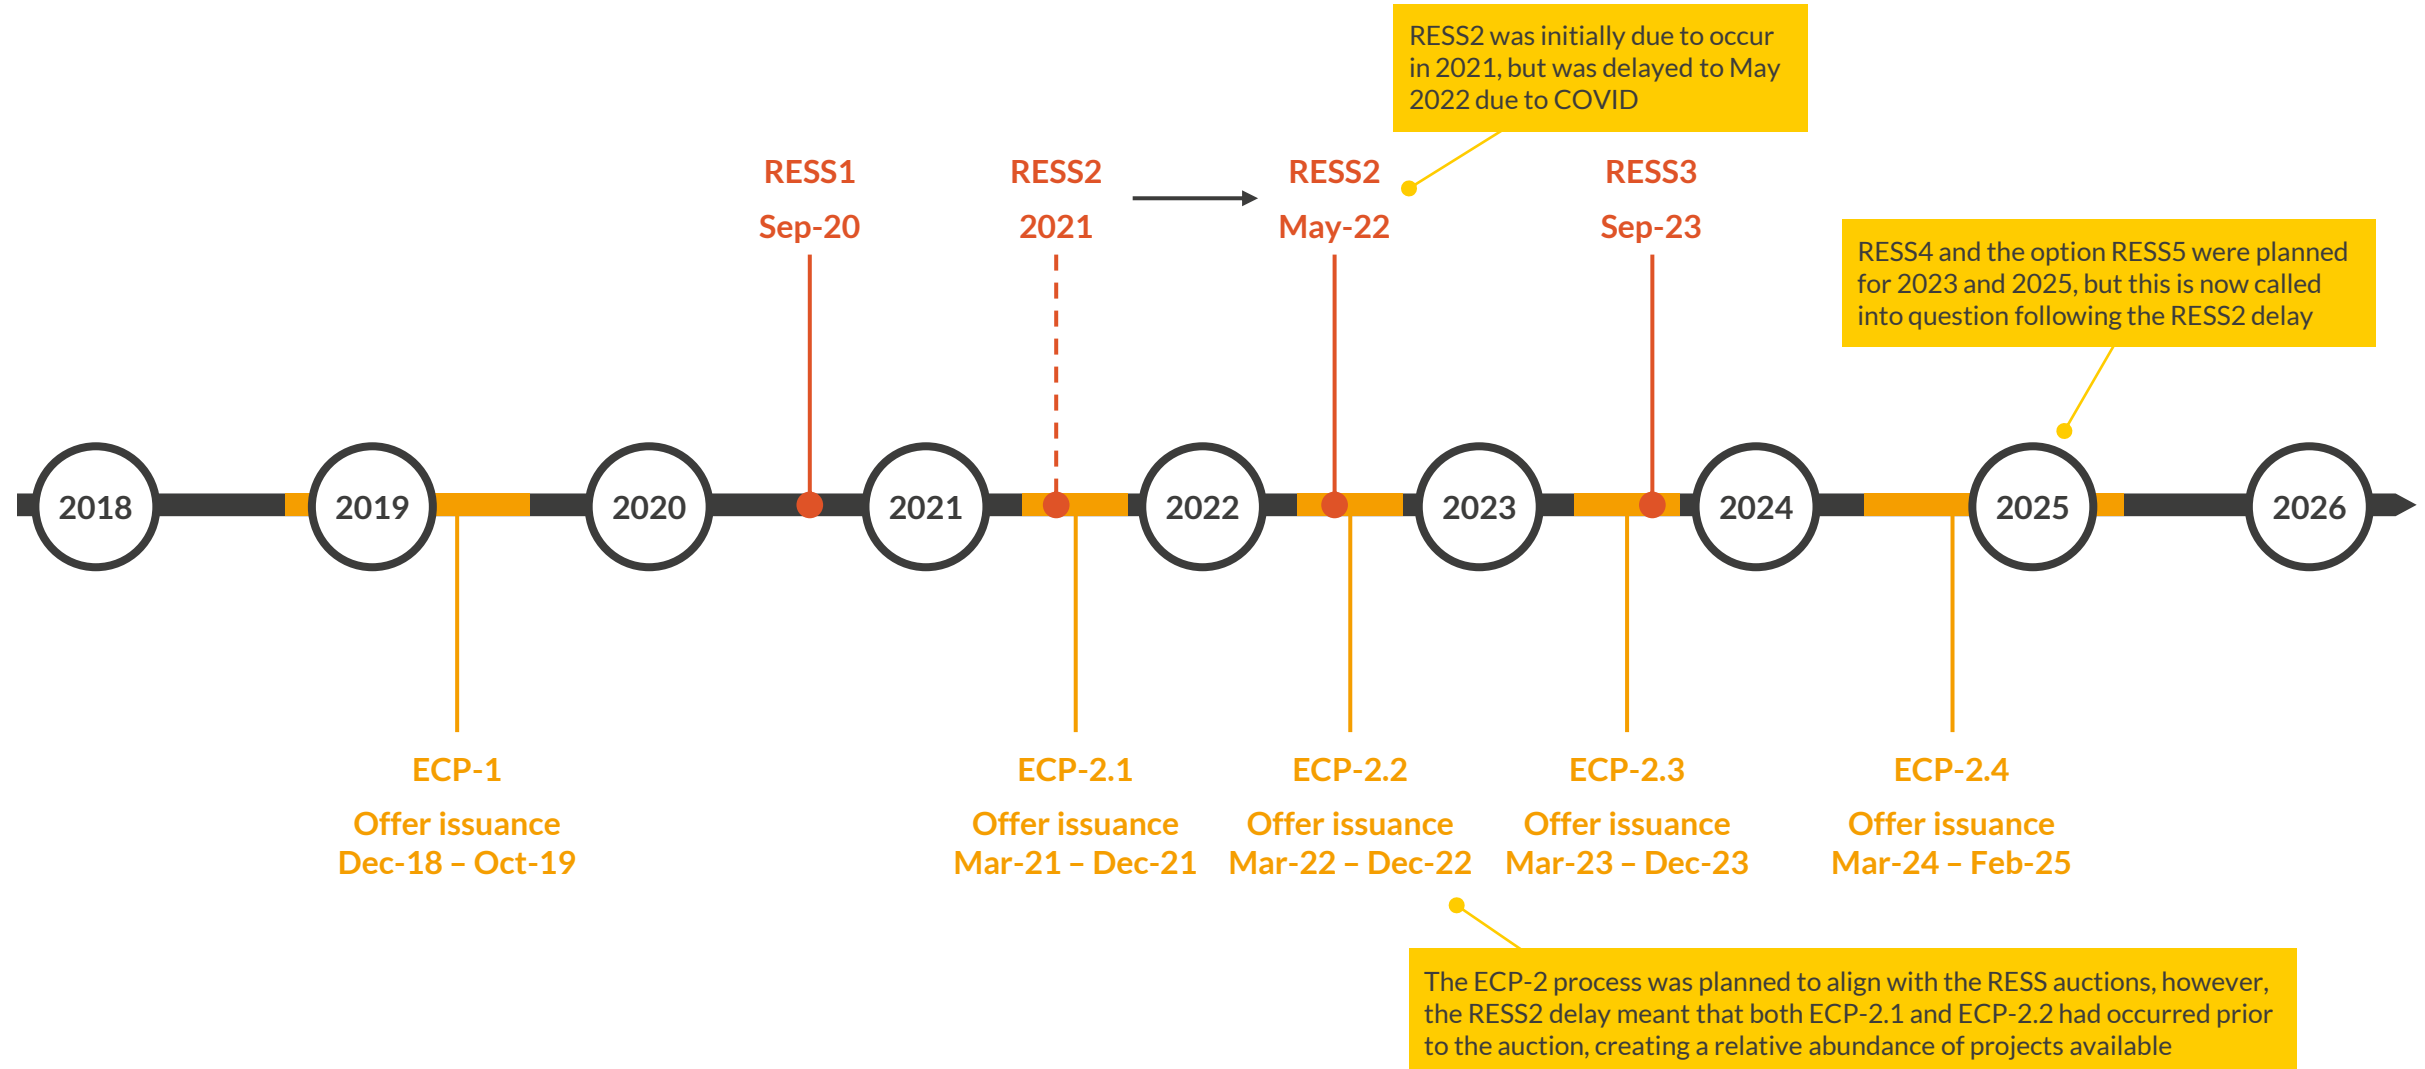 RESS2 was initially due to occur
in 2021, but was delayed to May
2022 due to COVID
RESS1
Sep-20
RESS2
2021
RESS2
May-22
RESS3
Sep-23
RESS4 and the option RESS5 were planned
for 2023 and 2025, but this is now called
into question following the RESS2 delay
2018
2019
2020
2021
2022
2023
2024
2025
2026
ECP-1
Offer issuance
Dec-18 – Oct-19
ECP-2.1
Offer issuance
Mar-21 – Dec-21
ECP-2.2
Offer issuance
Mar-22 – Dec-22
ECP-2.3
Offer issuance
Mar-23 – Dec-23
ECP-2.4
Offer issuance
Mar-24 – Feb-25
The ECP-2 process was planned to align with the RESS auctions, however,
the RESS2 delay meant that both ECP-2.1 and ECP-2.2 had occurred prior
to the auction, creating a relative abundance of projects available